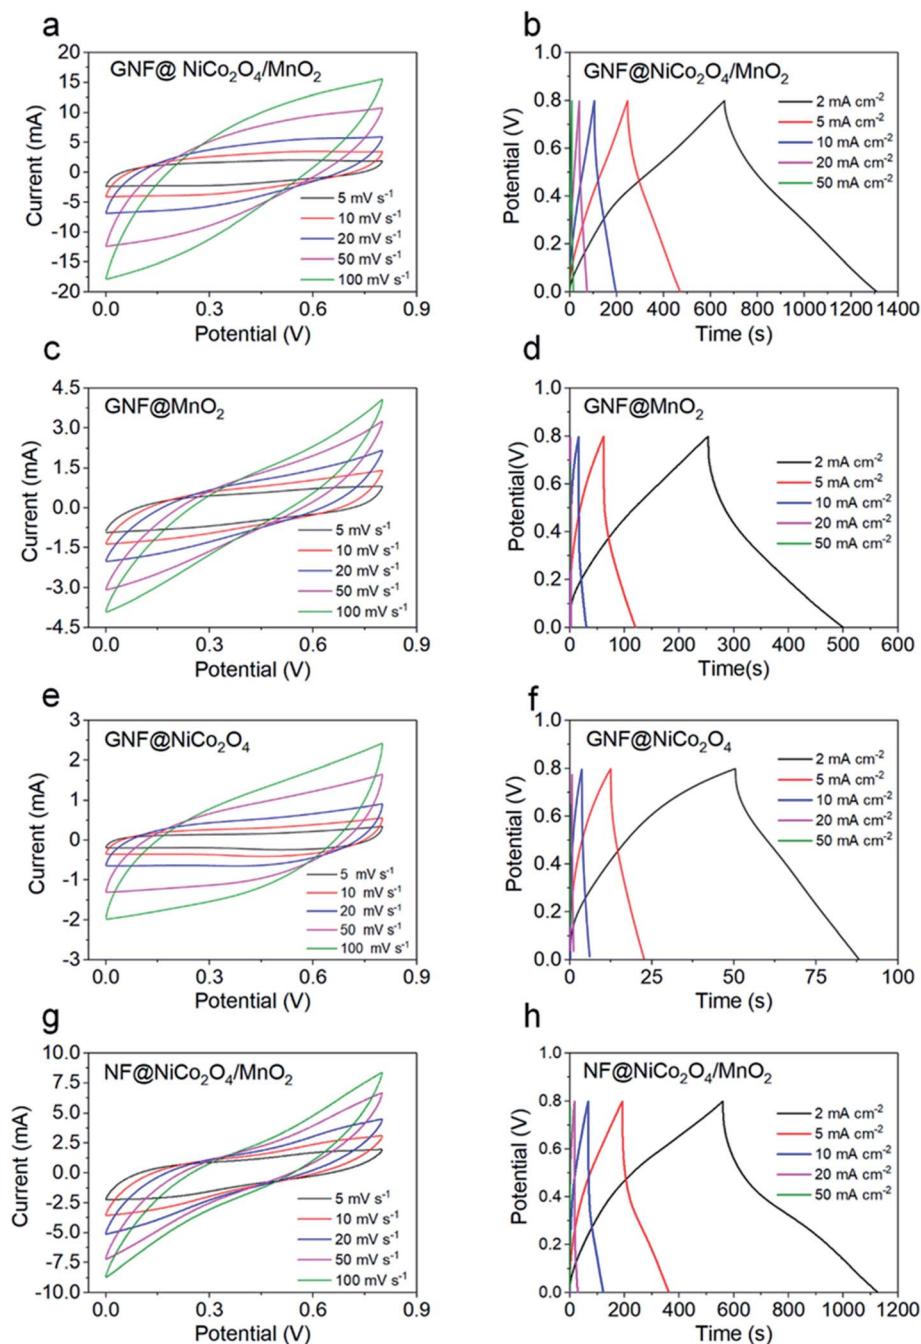 a
GNF@ NiCo₂O₄/MnO₂
20
15
10
5
0
-5
-10
-15
-20
Current (mA)
5 mV s⁻¹
10 mV s⁻¹
20 mV s⁻¹
50 mV s⁻¹
100 mV s⁻¹
0.0 0.3 0.6 0.9
Potential (V)
b
GNF@NiCo₂O₄/MnO₂
1.0
0.8
0.6
0.4
0.2
0.0
Potential (V)
2 mA cm⁻²
5 mA cm⁻²
10 mA cm⁻²
20 mA cm⁻²
50 mA cm⁻²
0 200 400 600 800 1000 1200 1400
Time (s)
c
GNF@MnO₂
4.5
3.0
1.5
0.0
-1.5
-3.0
-4.5
Current (mA)
5 mV s⁻¹
10 mV s⁻¹
20 mV s⁻¹
50 mV s⁻¹
100 mV s⁻¹
0.0 0.3 0.6 0.9
Potential (V)
d
GNF@MnO₂
1.0
0.8
0.6
0.4
0.2
0.0
Potential(V)
2 mA cm⁻²
5 mA cm⁻²
10 mA cm⁻²
20 mA cm⁻²
50 mA cm⁻²
0 100 200 300 400 500 600
Time(s)
e
GNF@NiCo₂O₄
3
2
1
0
-1
-2
-3
Current (mA)
5 mV s⁻¹
10 mV s⁻¹
20 mV s⁻¹
50 mV s⁻¹
100 mV s⁻¹
0.0 0.3 0.6 0.9
Potential (V)
f
GNF@NiCo₂O₄
1.0
0.8
0.6
0.4
0.2
0.0
Potential (V)
2 mA cm⁻²
5 mA cm⁻²
10 mA cm⁻²
20 mA cm⁻²
50 mA cm⁻²
0 25 50 75 100
Time (s)
g
NF@NiCo₂O₄/MnO₂
10.0
7.5
5.0
2.5
0.0
-2.5
-5.0
-7.5
-10.0
Current (mA)
5 mV s⁻¹
10 mV s⁻¹
20 mV s⁻¹
50 mV s⁻¹
100 mV s⁻¹
0.0 0.3 0.6 0.9
Potential (V)
h
NF@NiCo₂O₄/MnO₂
1.0
0.8
0.6
0.4
0.2
0.0
Potential (V)
2 mA cm⁻²
5 mA cm⁻²
10 mA cm⁻²
20 mA cm⁻²
50 mA cm⁻²
0 200 400 600 800 1000 1200
Time (s)